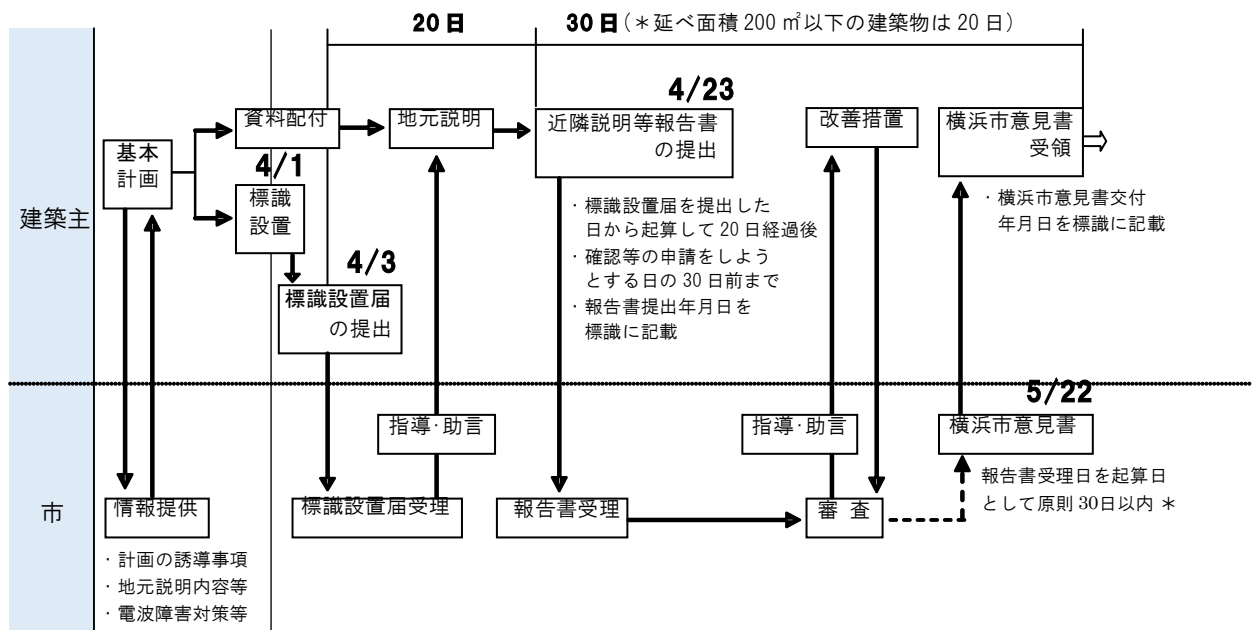 20日
30日（＊延べ面積 200 ㎡以下の建築物は 20 日）
建築主
基本
計画
資料配付
4/1
標識
設置
4/3
標識設置届
の提出
地元説明
4/23
近隣説明等報告書
の提出
・標識設置届を提出した
日から起算して 20 日経過後
・確認等の申請をしよう
とする日の 30 日前まで
・報告書提出年月日を
標識に記載
改善措置
横浜市意見書
受領
・横浜市意見書交付
年月日を標識に記載
市
情報提供
・計画の誘導事項
・地元説明内容等
・電波障害対策等
指導･助言
標識設置届受理
報告書受理
指導･助言
審 査
5/22
横浜市意見書
報告書受理日を起算日
として原則 30日以内 ＊